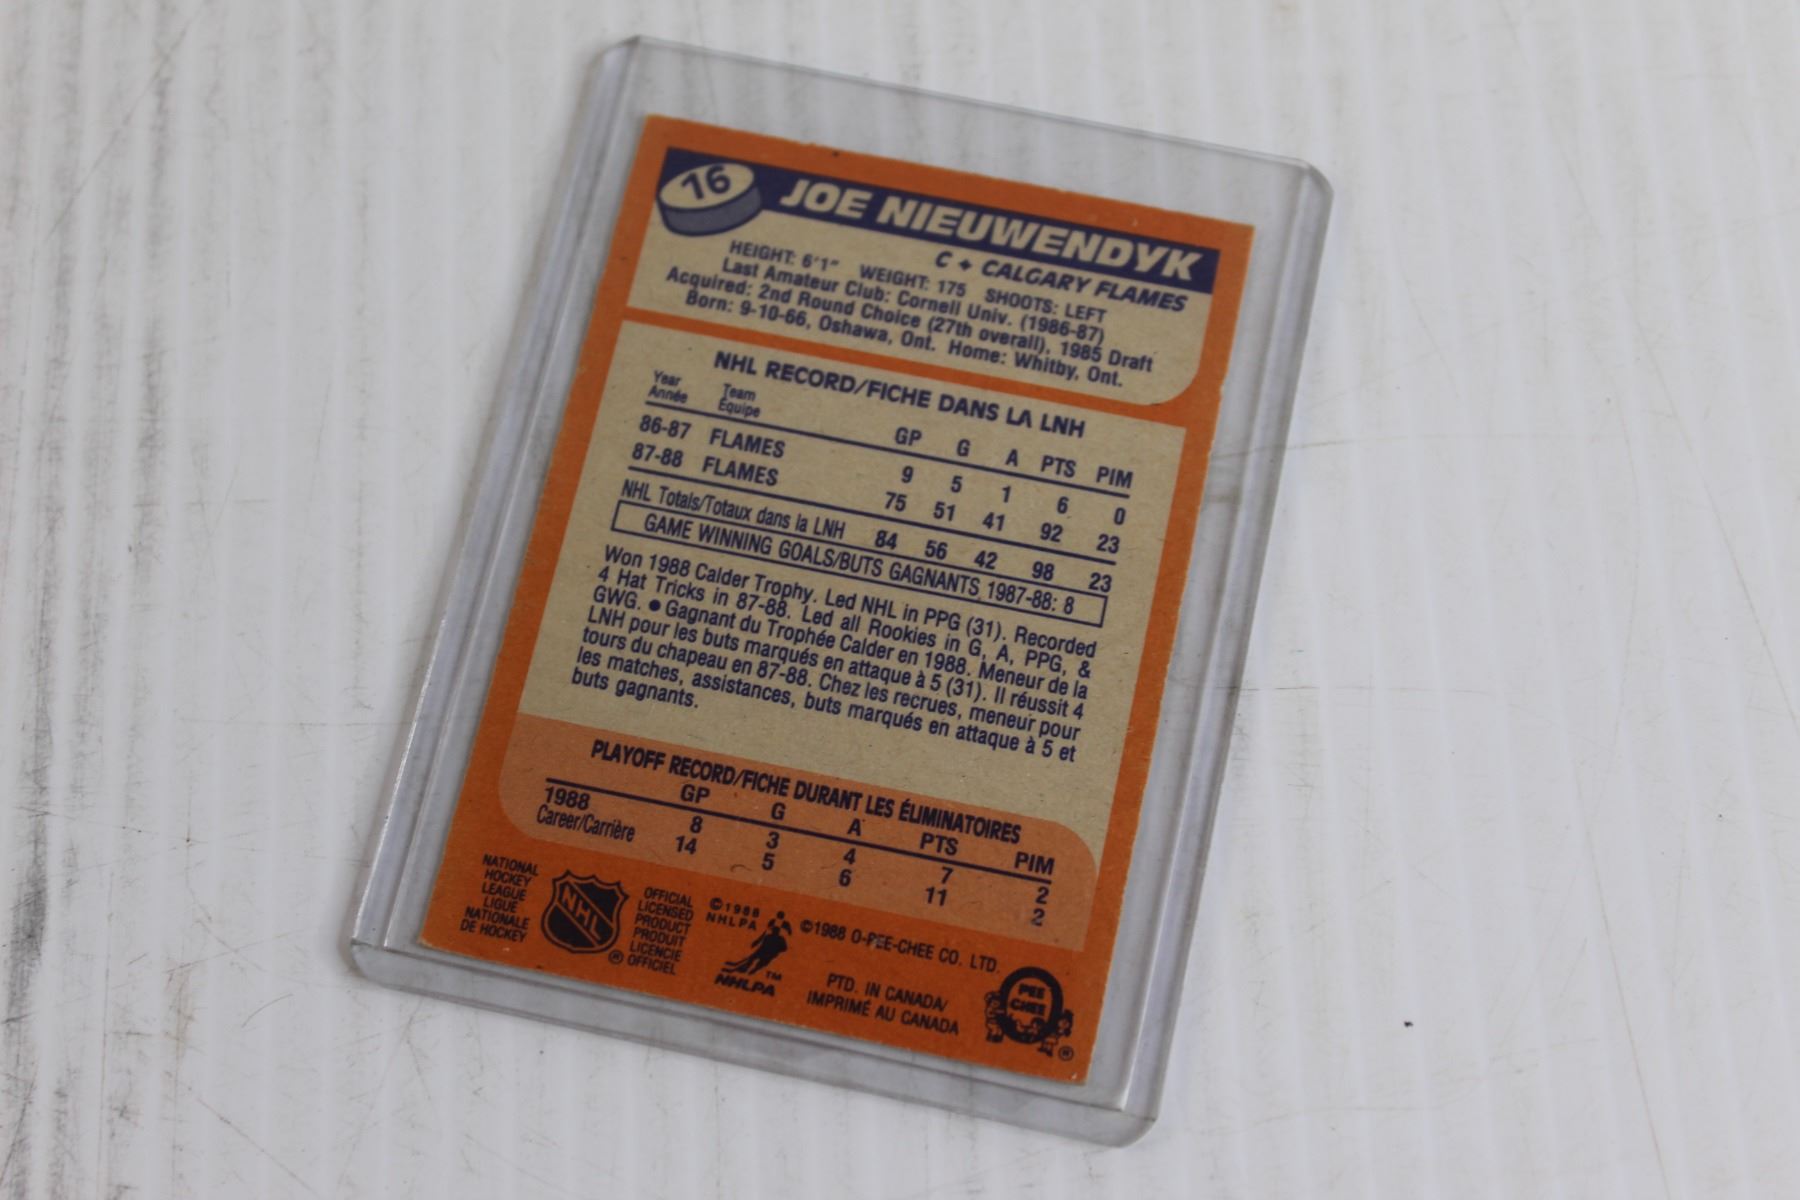 16
JOE NIEUWENDYK
C ✦ CALGARY FLAMES
HEIGHT: 6'1" WEIGHT: 175 SHOOTS: LEFT
Last Amateur Club: Cornell Univ. (1986-87)
Acquired: 2nd Round Choice (27th overall), 1985 Draft
Born: 9-10-66, Oshawa, Ont. Home: Whitby, Ont.
NHL RECORD/FICHE DANS LA LNH
Year Team
Année Équipe GP G A PTS PIM
86-87 FLAMES 9 5 1 6 0
87-88 FLAMES 75 51 41 92 23
NHL Totals/Totaux dans la LNH 84 56 42 98 23
GAME WINNING GOALS/BUTS GAGNANTS 1987-88: 8
Won 1988 Calder Trophy. Led NHL in PPG (31). Recorded
4 Hat Tricks in 87-88. Led all Rookies in G, A, PPG, &
GWG. ● Gagnant du Trophée Calder en 1988. Meneur de la
LNH pour les buts marqués en attaque à 5 (31). Il réussit 4
tours du chapeau en 87-88. Chez les recrues, meneur pour
les matches, assistances, buts marqués en attaque à 5 et
buts gagnants.
PLAYOFF RECORD/FICHE DURANT LES ÉLIMINATOIRES
GP G A PTS PIM
1988 8 3 4 7 2
Career/Carrière 14 5 6 11 2
NATIONAL
HOCKEY
LEAGUE
LIGUE
NATIONALE
DE HOCKEY
NHL
®
OFFICIAL
LICENSED
PRODUCT
PRODUIT
LICENCIE
OFFICIEL
©1988
NHLPA
TM
NHLPA
©1988 O-PEE-CHEE CO. LTD.
PTD. IN CANADA/
IMPRIMÉ AU CANADA
O
PEE
CHEE
®